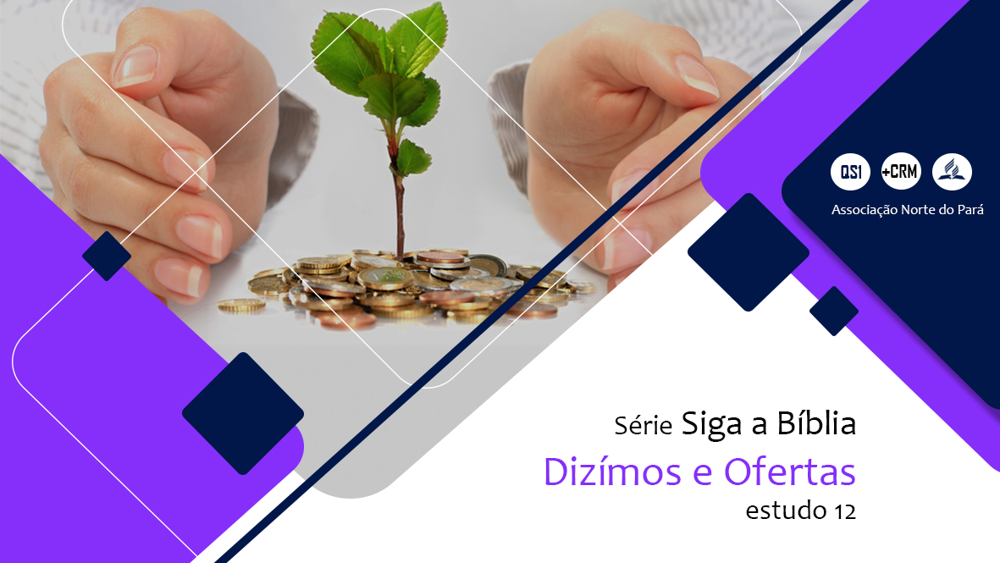 QS1
+CRM
Associação Norte do Pará
Série Siga a Bíblia
Dizímos e Ofertas
estudo 12